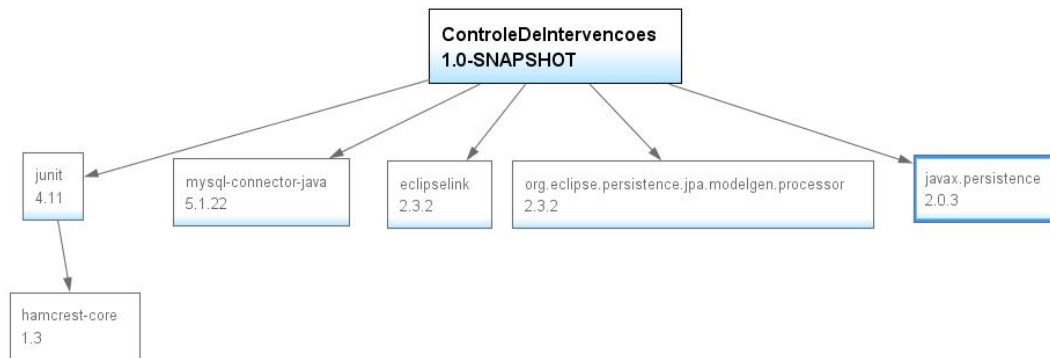 ControleDeIntervencoes
1.0-SNAPSHOT
junit
4.11
mysql-connector-java
5.1.22
eclipselink
2.3.2
org.eclipse.persistence.jpa.modelgen.processor
2.3.2
javax.persistence
2.0.3
hamcrest-core
1.3